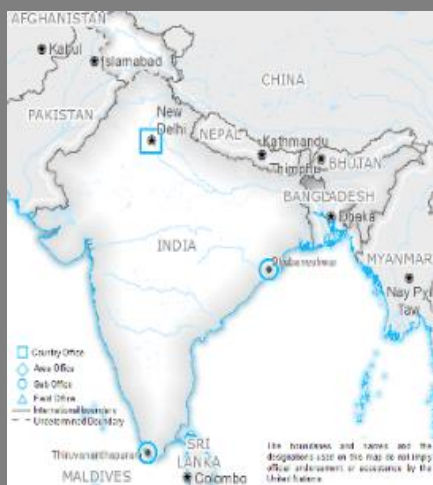 AFGHANISTAN
Kabul
Islamabad
CHINA
PAKISTAN
New
Delhi
NEPAL
Kathmandu
Thimphu
BHUTAN
BANGLADESH
Dhaka
INDIA
MYANMAR
Bhubaneshwar
Nay Pyi
Taw
Country Office
Area Office
Sub Office
Field Office
International boundary
Undetermined Boundary
Thiruvananthapuram
SRI
LANKA
MALDIVES
Colombo
The boundaries and names and the
designations used on this map do not imply
official endorsement or acceptance by the
United Nations.